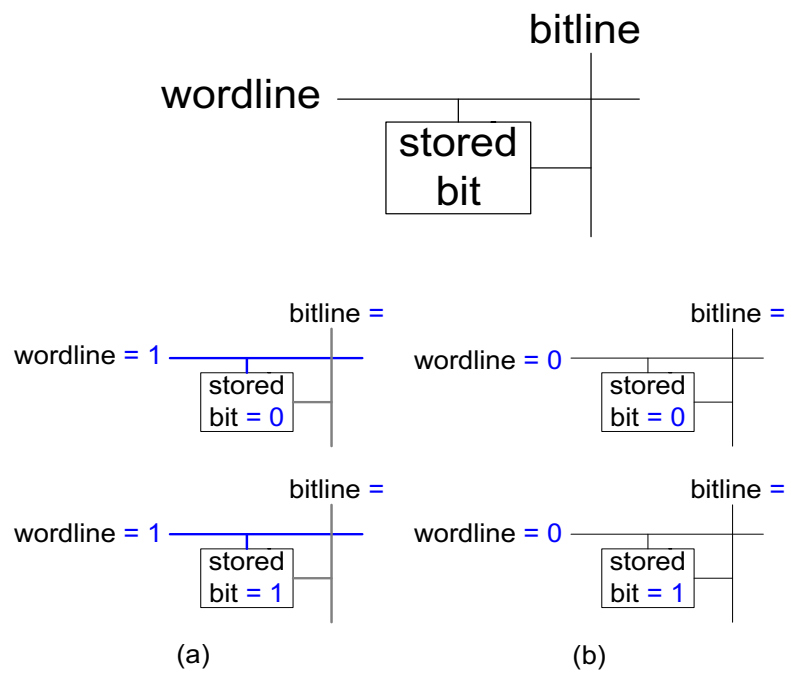 bitline
wordline
stored
bit
bitline =
bitline =
wordline = 1
wordline = 0
stored
bit = 0
stored
bit = 0
bitline =
bitline =
wordline = 1
wordline = 0
stored
bit = 1
stored
bit = 1
(a)
(b)